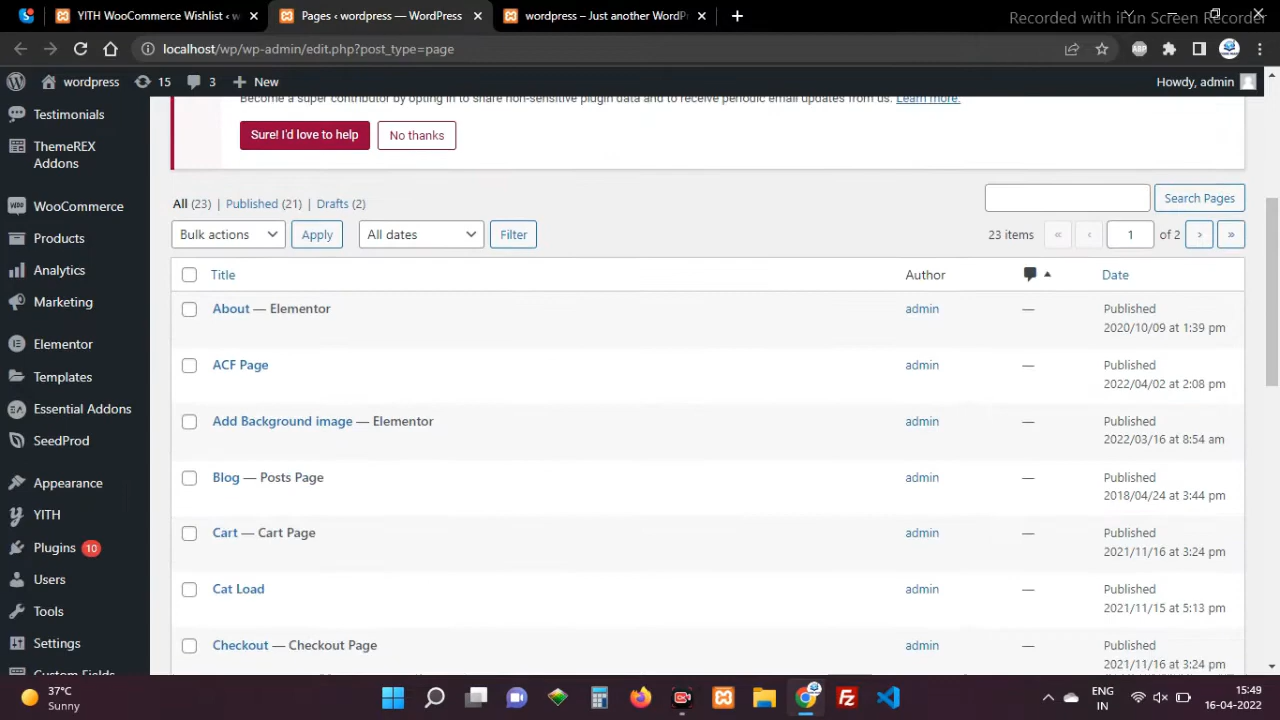 YITH WooCommerce Wishlist ‹ w
Pages ‹ wordpress — WordPress
wordpress – Just another WordPr
Recorded with iFun Screen Recorder
localhost/wp/wp-admin/edit.php?post_type=page
ABP
wordpress
15
3
New
Howdy, admin
Testimonials
ThemeREX
Addons
WooCommerce
Products
Analytics
Marketing
Elementor
Templates
Essential Addons
SeedProd
Appearance
YITH
Plugins 10
Users
Tools
Settings
Custom Fields
Become a super contributor by opting in to share non-sensitive plugin data and to receive periodic email updates from us. Learn more.
Sure! I'd love to help
No thanks
All (23) | Published (21) | Drafts (2)
Search Pages
Bulk actions
Apply
All dates
Filter
23 items « ‹ 1 of 2 › »
Title Author Date
About — Elementor admin — Published
2020/10/09 at 1:39 pm
ACF Page admin — Published
2022/04/02 at 2:08 pm
Add Background image — Elementor admin — Published
2022/03/16 at 8:54 am
Blog — Posts Page admin — Published
2018/04/24 at 3:44 pm
Cart — Cart Page admin — Published
2021/11/16 at 3:24 pm
Cat Load admin — Published
2021/11/15 at 5:13 pm
Checkout — Checkout Page admin — Published
2021/11/16 at 3:24 pm
37°C
Sunny
ENG
IN
15:49
16-04-2022